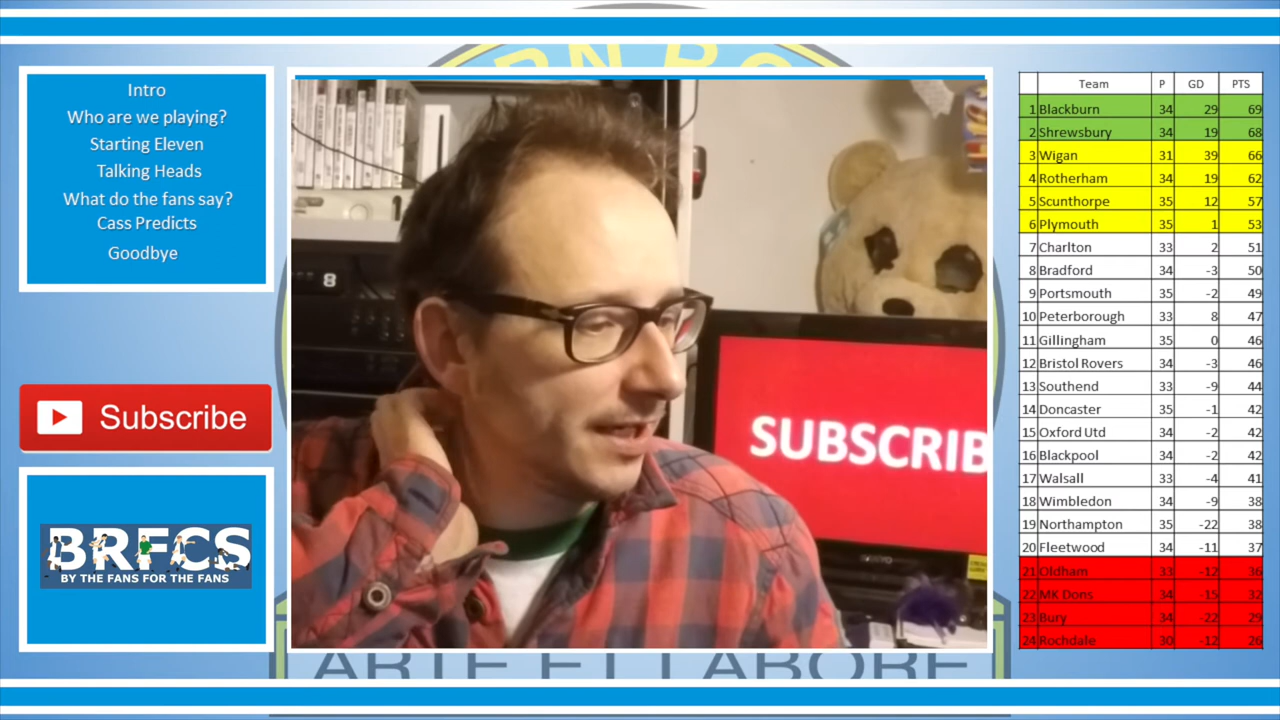 RN RO
Intro
Who are we playing?
Starting Eleven
Talking Heads
What do the fans say?
Cass Predicts
Goodbye
Subscribe
BRFCS
BY THE FANS FOR THE FANS
8
SUBSCRIB
Team P GD PTS
1 Blackburn 34 29 69
2 Shrewsbury 34 19 68
3 Wigan 31 39 66
4 Rotherham 34 19 62
5 Scunthorpe 35 12 57
6 Plymouth 35 1 53
7 Charlton 33 2 51
8 Bradford 34 -3 50
9 Portsmouth 35 -2 49
10 Peterborough 33 8 47
11 Gillingham 35 0 46
12 Bristol Rovers 34 -3 46
13 Southend 33 -9 44
14 Doncaster 35 -1 42
15 Oxford Utd 34 -2 42
16 Blackpool 34 -2 42
17 Walsall 33 -4 41
18 Wimbledon 34 -9 38
19 Northampton 35 -22 38
20 Fleetwood 34 -11 37
21 Oldham 33 -12 36
22 MK Dons 34 -15 32
23 Bury 34 -22 29
24 Rochdale 30 -12 26
ARTE ET LABORE